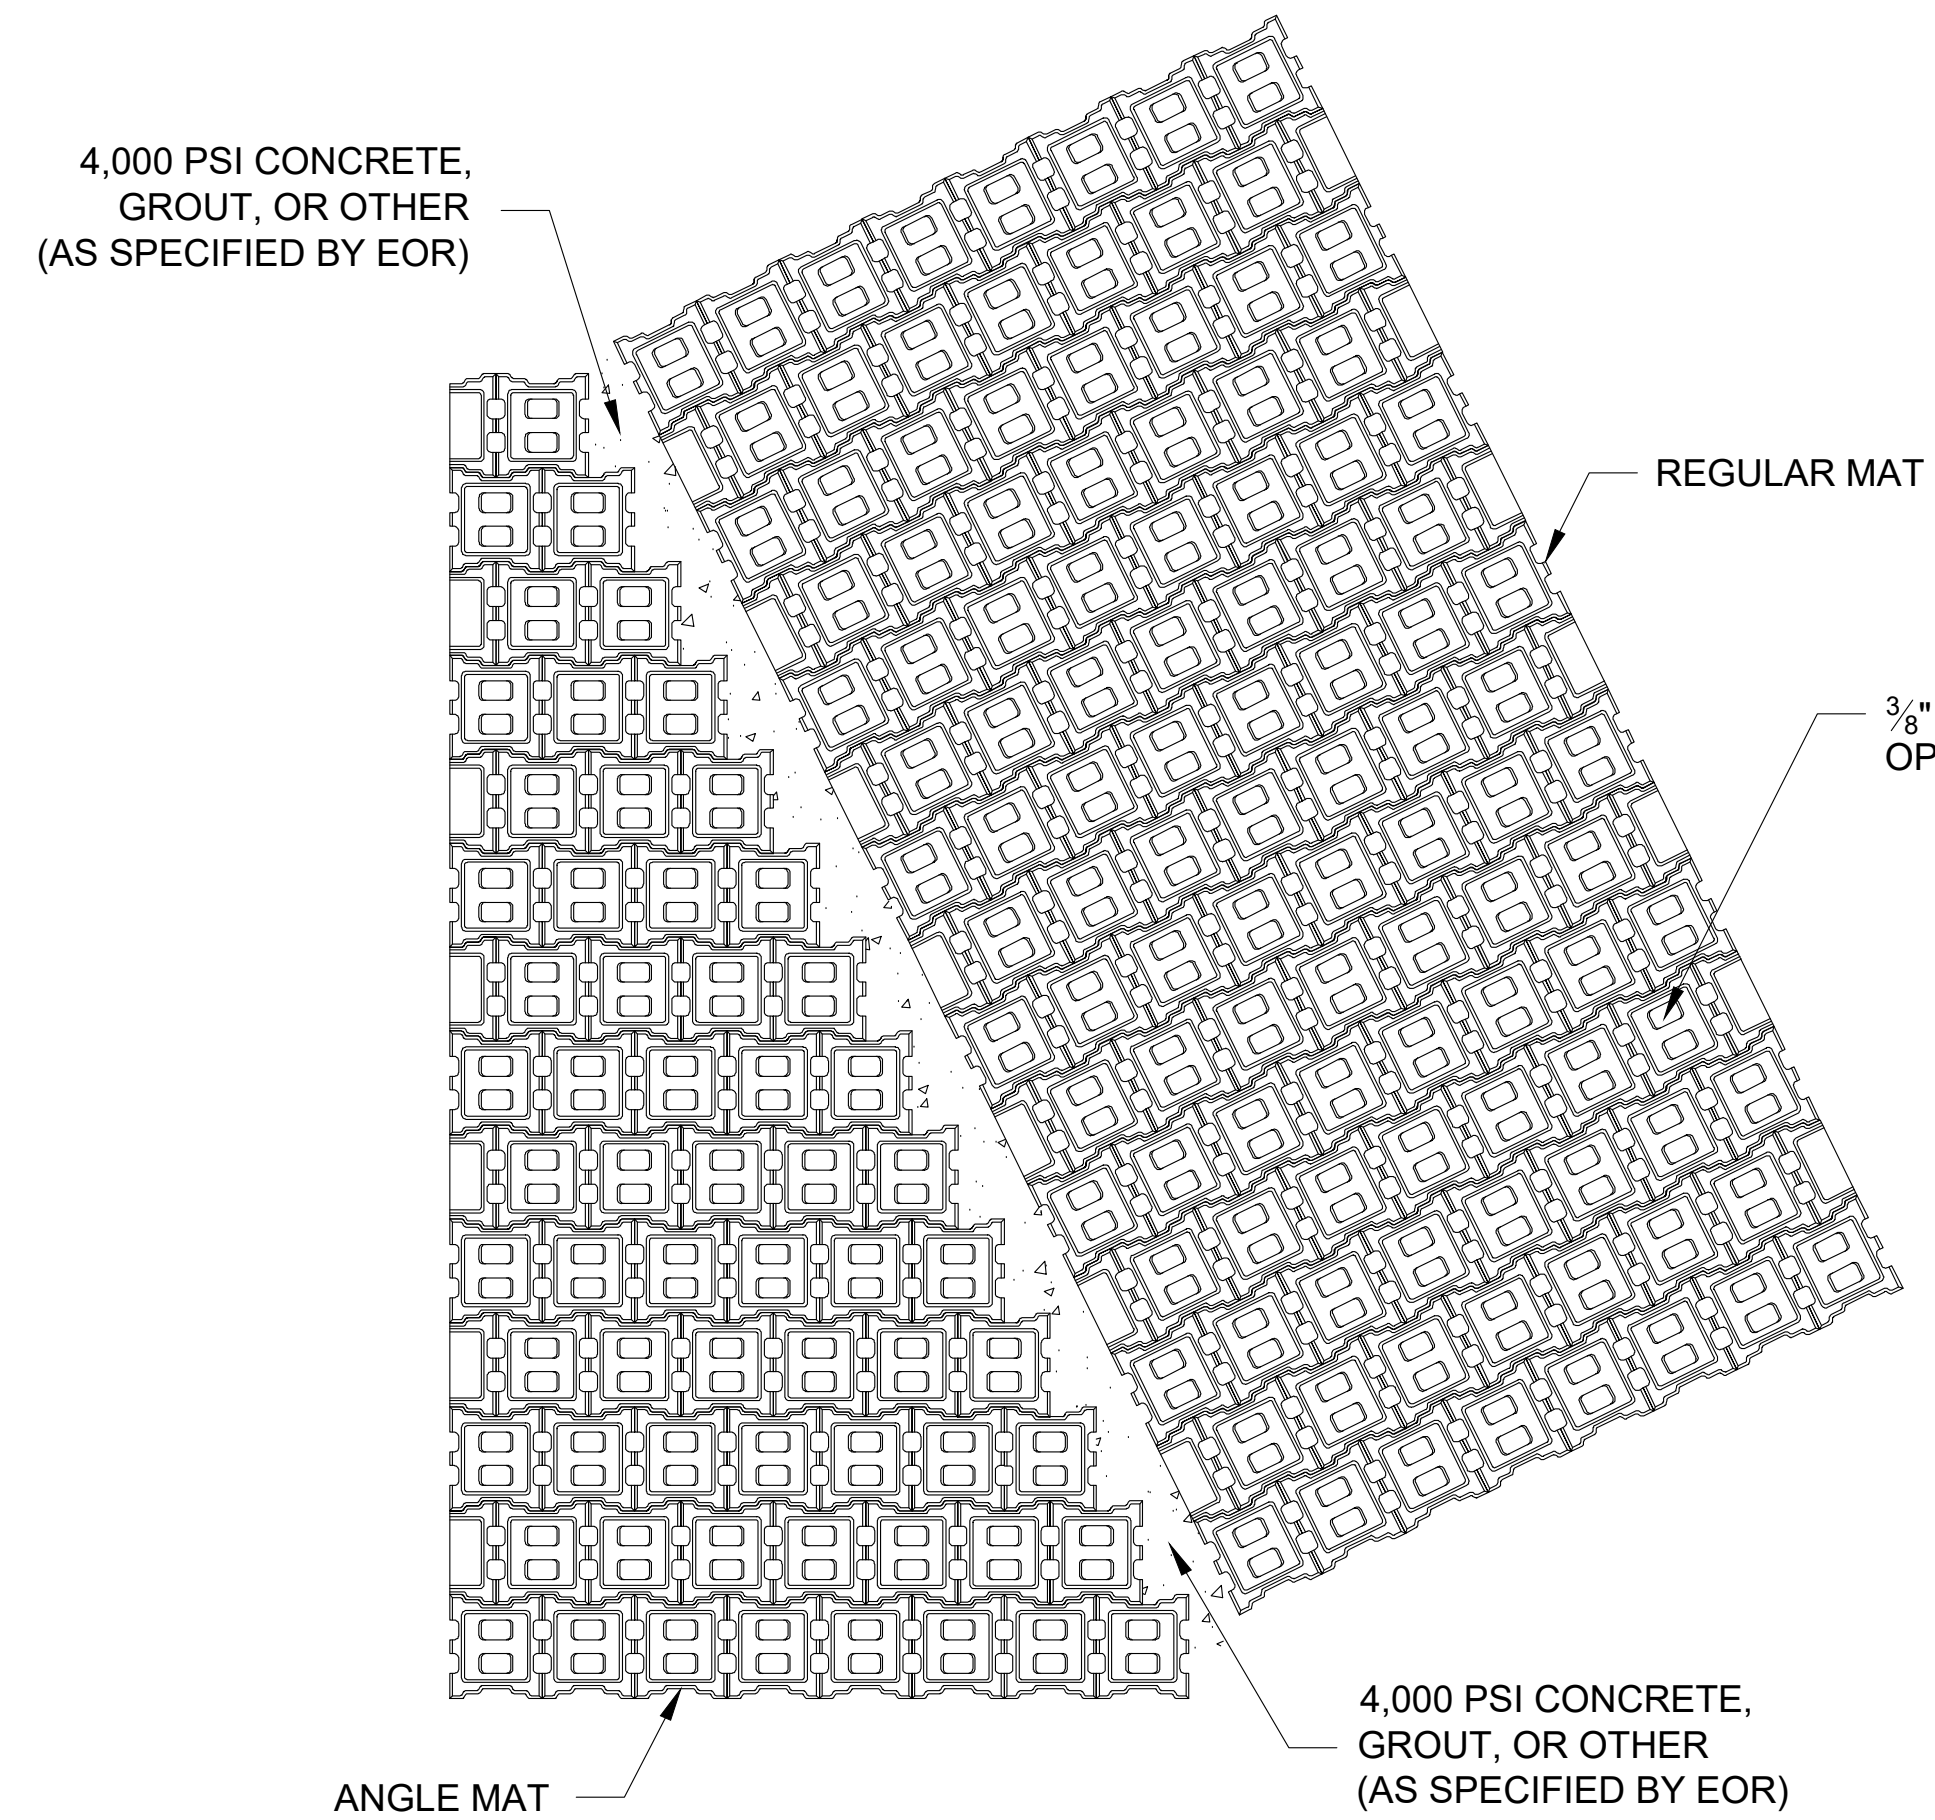 4,000 PSI CONCRETE,
GROUT, OR OTHER
(AS SPECIFIED BY EOR)
REGULAR MAT
3/8"
4,000 PSI CONCRETE,
GROUT, OR OTHER
(AS SPECIFIED BY EOR)
ANGLE MAT